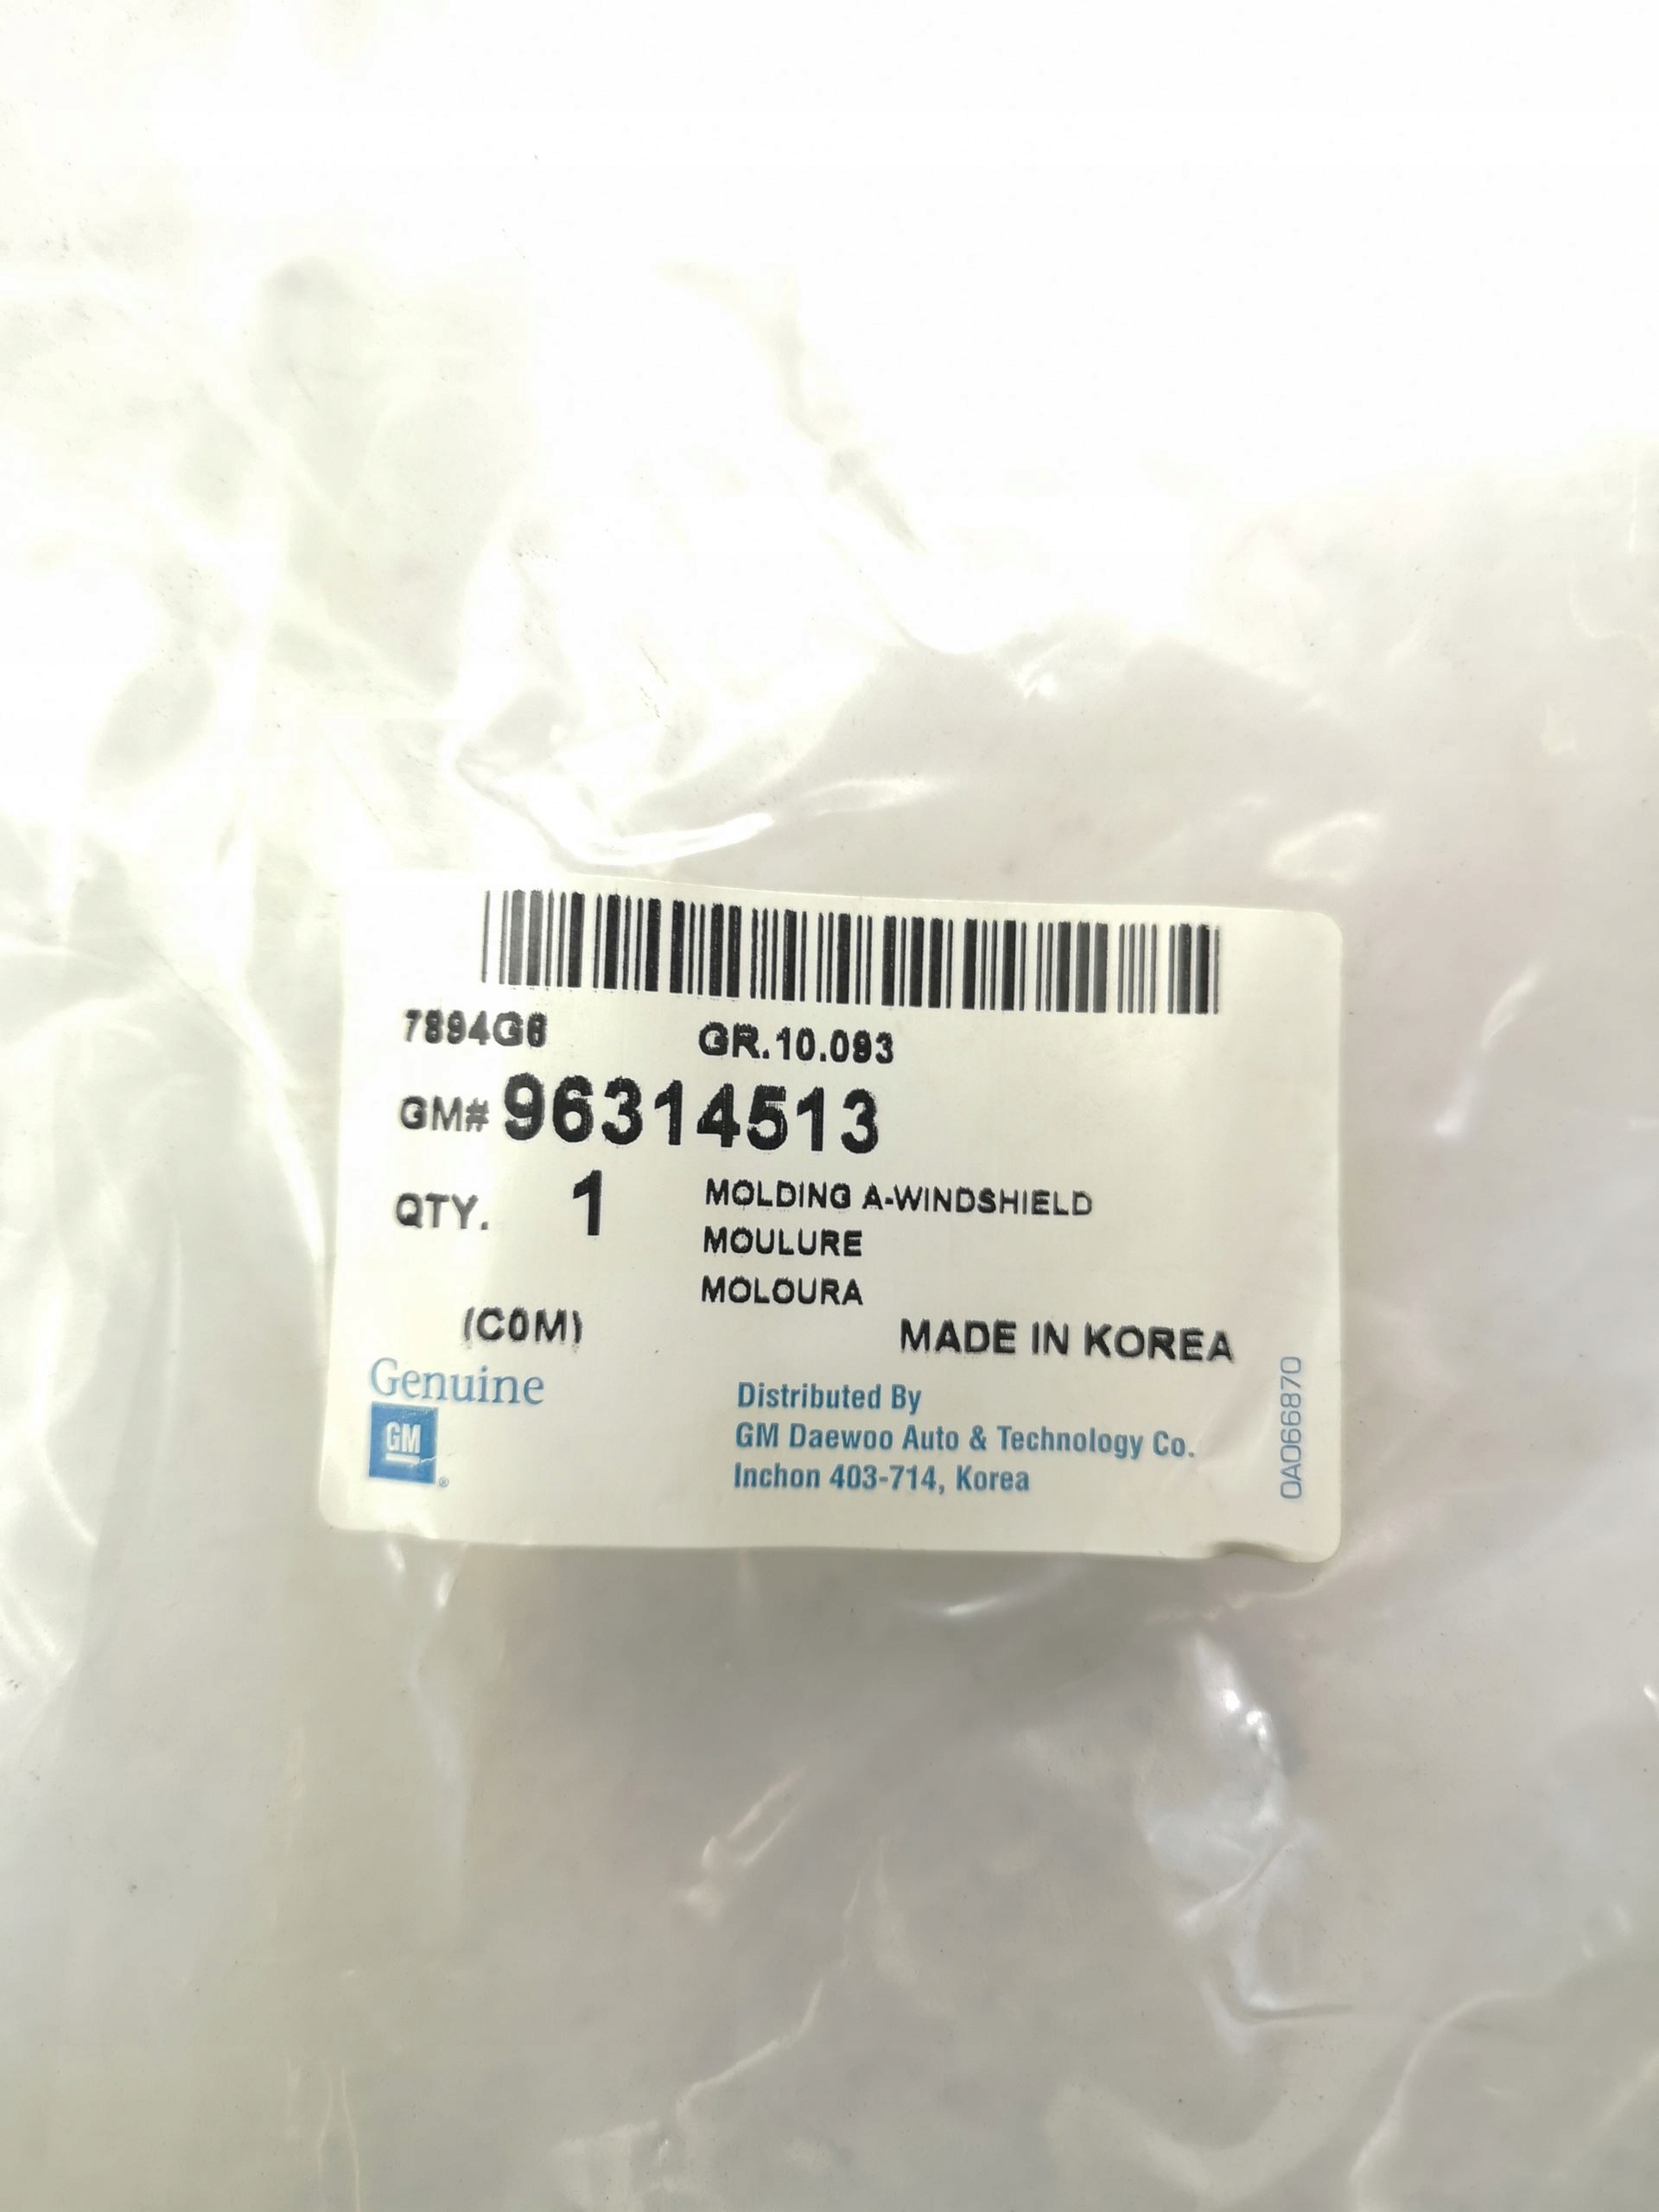 7894G6 GR.10.093
GM# 96314513
QTY. 1 MOLDING A-WINDSHIELD
MOULURE
MOLOURA
(C0M) MADE IN KOREA
Genuine
GM
®
Distributed By
GM Daewoo Auto & Technology Co.
Inchon 403-714, Korea
0A066870